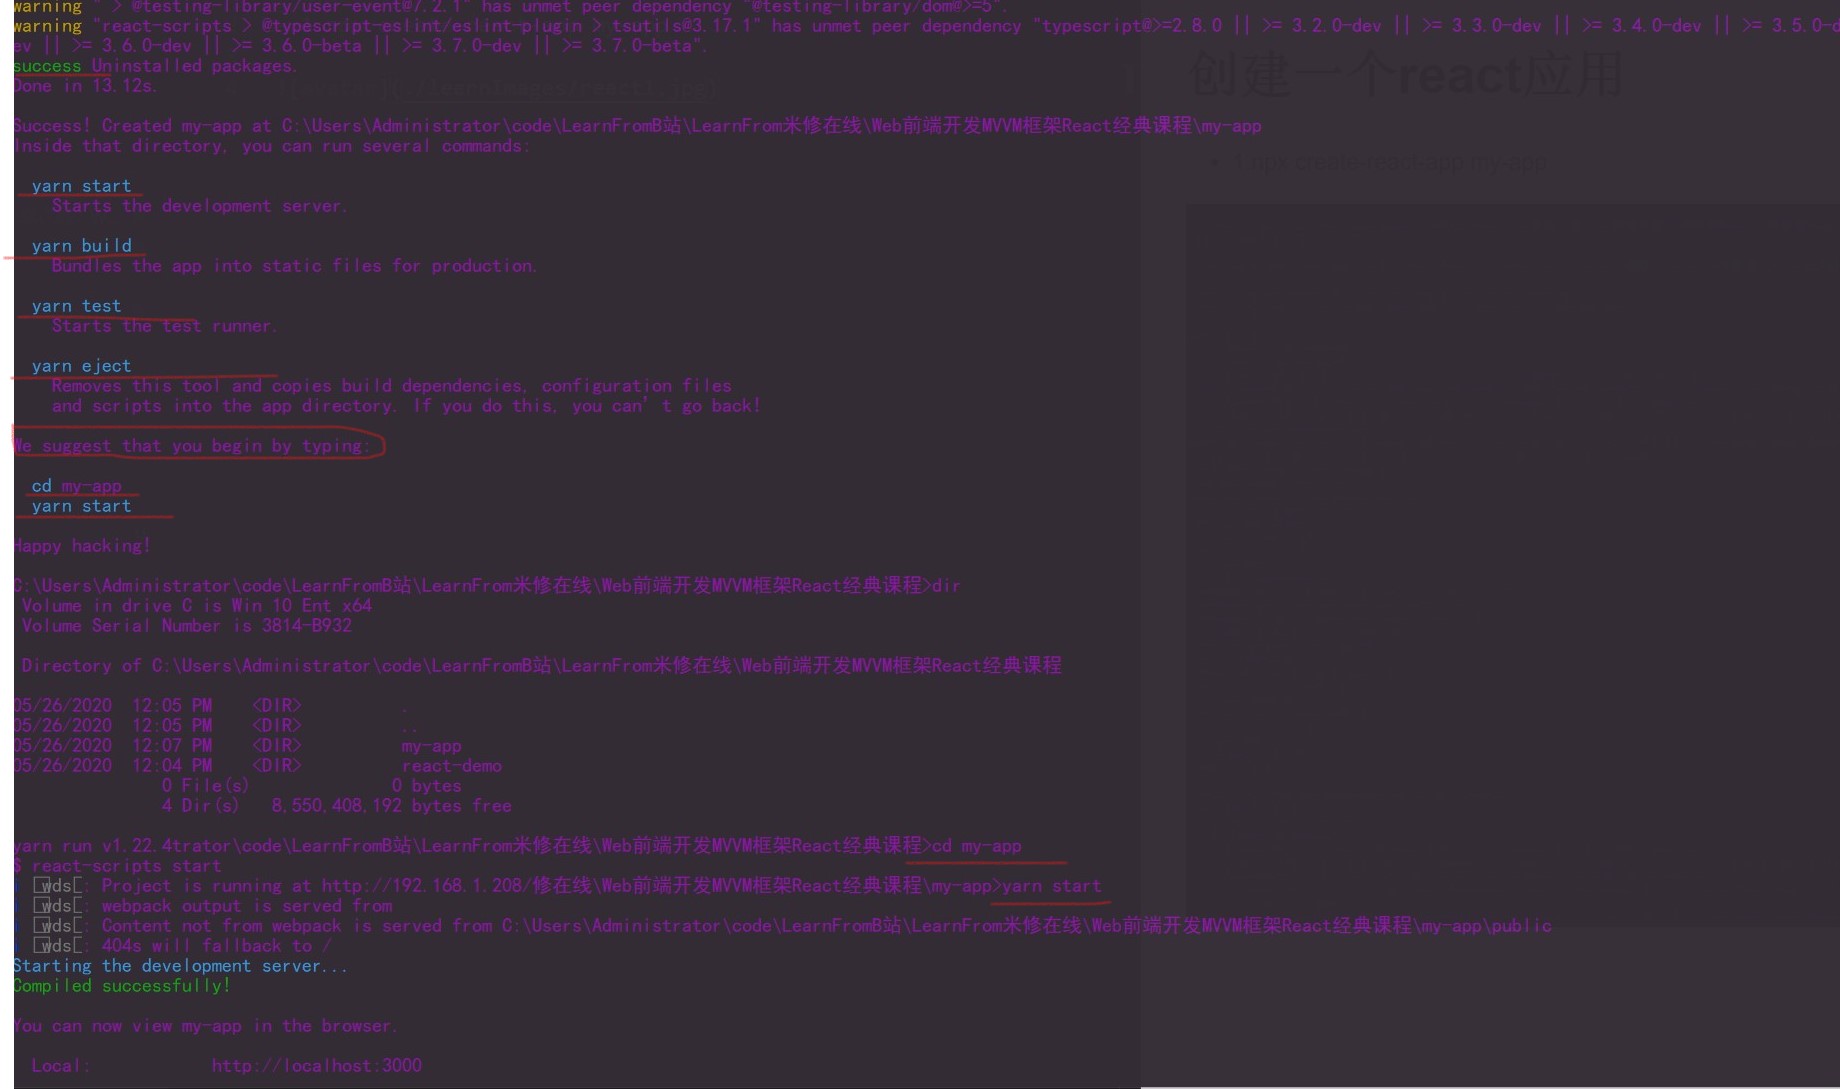 warning " > @testing-library/user-event@7.2.1" has unmet peer dependency "@testing-library/dom@>=5".
warning "react-scripts > @typescript-eslint/eslint-plugin > tsutils@3.17.1" has unmet peer dependency "typescript@>=2.8.0 || >= 3.2.0-dev || >= 3.3.0-dev || >= 3.4.0-dev || >= 3.5.0-d
ev || >= 3.6.0-dev || >= 3.6.0-beta || >= 3.7.0-dev || >= 3.7.0-beta".
success Uninstalled packages.
Done in 13.12s.
创建一个react应用
Success! Created my-app at C:\Users\Administrator\code\LearnFromB站\LearnFrom米修在线\Web前端开发MVVM框架React经典课程\my-app
Inside that directory, you can run several commands:
1.npx create-react-app my-app
yarn start
Starts the development server.
yarn build
Bundles the app into static files for production.
yarn test
Starts the test runner.
yarn eject
Removes this tool and copies build dependencies, configuration files
and scripts into the app directory. If you do this, you can't go back!
We suggest that you begin by typing:
cd my-app
yarn start
Happy hacking!
C:\Users\Administrator\code\LearnFromB站\LearnFrom米修在线\Web前端开发MVVM框架React经典课程>dir
Volume in drive C is Win 10 Ent x64
Volume Serial Number is 3814-B932
Directory of C:\Users\Administrator\code\LearnFromB站\LearnFrom米修在线\Web前端开发MVVM框架React经典课程
05/26/2020  12:05 PM    <DIR>          .
05/26/2020  12:05 PM    <DIR>          ..
05/26/2020  12:07 PM    <DIR>          my-app
05/26/2020  12:04 PM    <DIR>          react-demo
0 File(s)              0 bytes
4 Dir(s)   8,550,408,192 bytes free
yarn run v1.22.4trator\code\LearnFromB站\LearnFrom米修在线\Web前端开发MVVM框架React经典课程>cd my-app
$ react-scripts start
i wds: Project is running at http://192.168.1.208/修在线\Web前端开发MVVM框架React经典课程\my-app>yarn start
i wds: webpack output is served from
i wds: Content not from webpack is served from C:\Users\Administrator\code\LearnFromB站\LearnFrom米修在线\Web前端开发MVVM框架React经典课程\my-app\public
i wds: 404s will fallback to /
Starting the development server...
Compiled successfully!
You can now view my-app in the browser.
Local:            http://localhost:3000